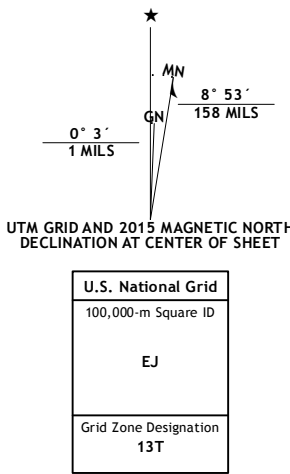 ★
MN
8° 53´
158 MILS
GN
0° 3´
1 MILS
UTM GRID AND 2015 MAGNETIC NORTH
DECLINATION AT CENTER OF SHEET
U.S. National Grid
100,000-m Square ID
EJ
Grid Zone Designation
13T